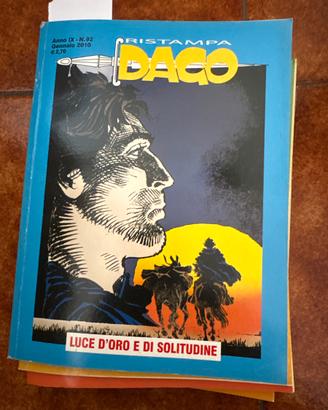 Anno IX - N. 92
Gennaio 2010
€ 2,70
RISTAMPA
DAGO
LUCE D'ORO E DI SOLITUDINE